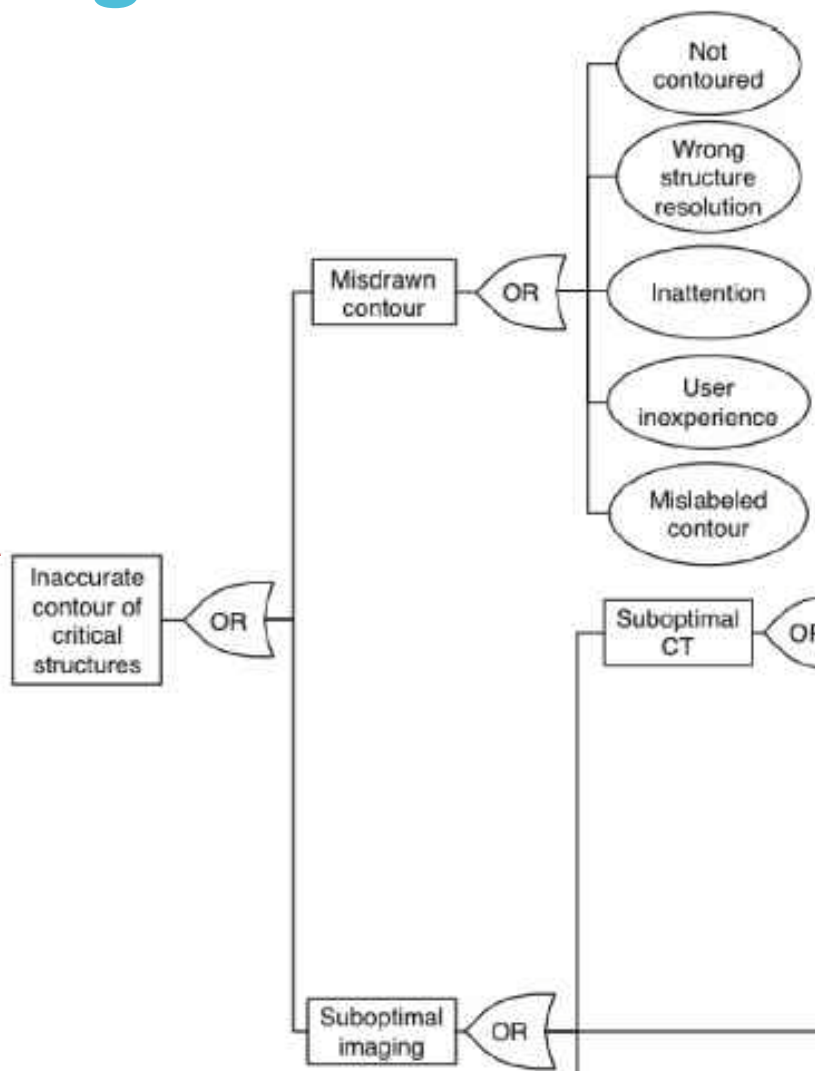 Not
contoured
Wrong
structure
resolution
Misdrawn
contour
OR
Inattention
User
inexperience
Mislabeled
contour
Inaccurate
contour of
critical
structures
OR
Suboptimal
CT
OR
Suboptimal
imaging
OR